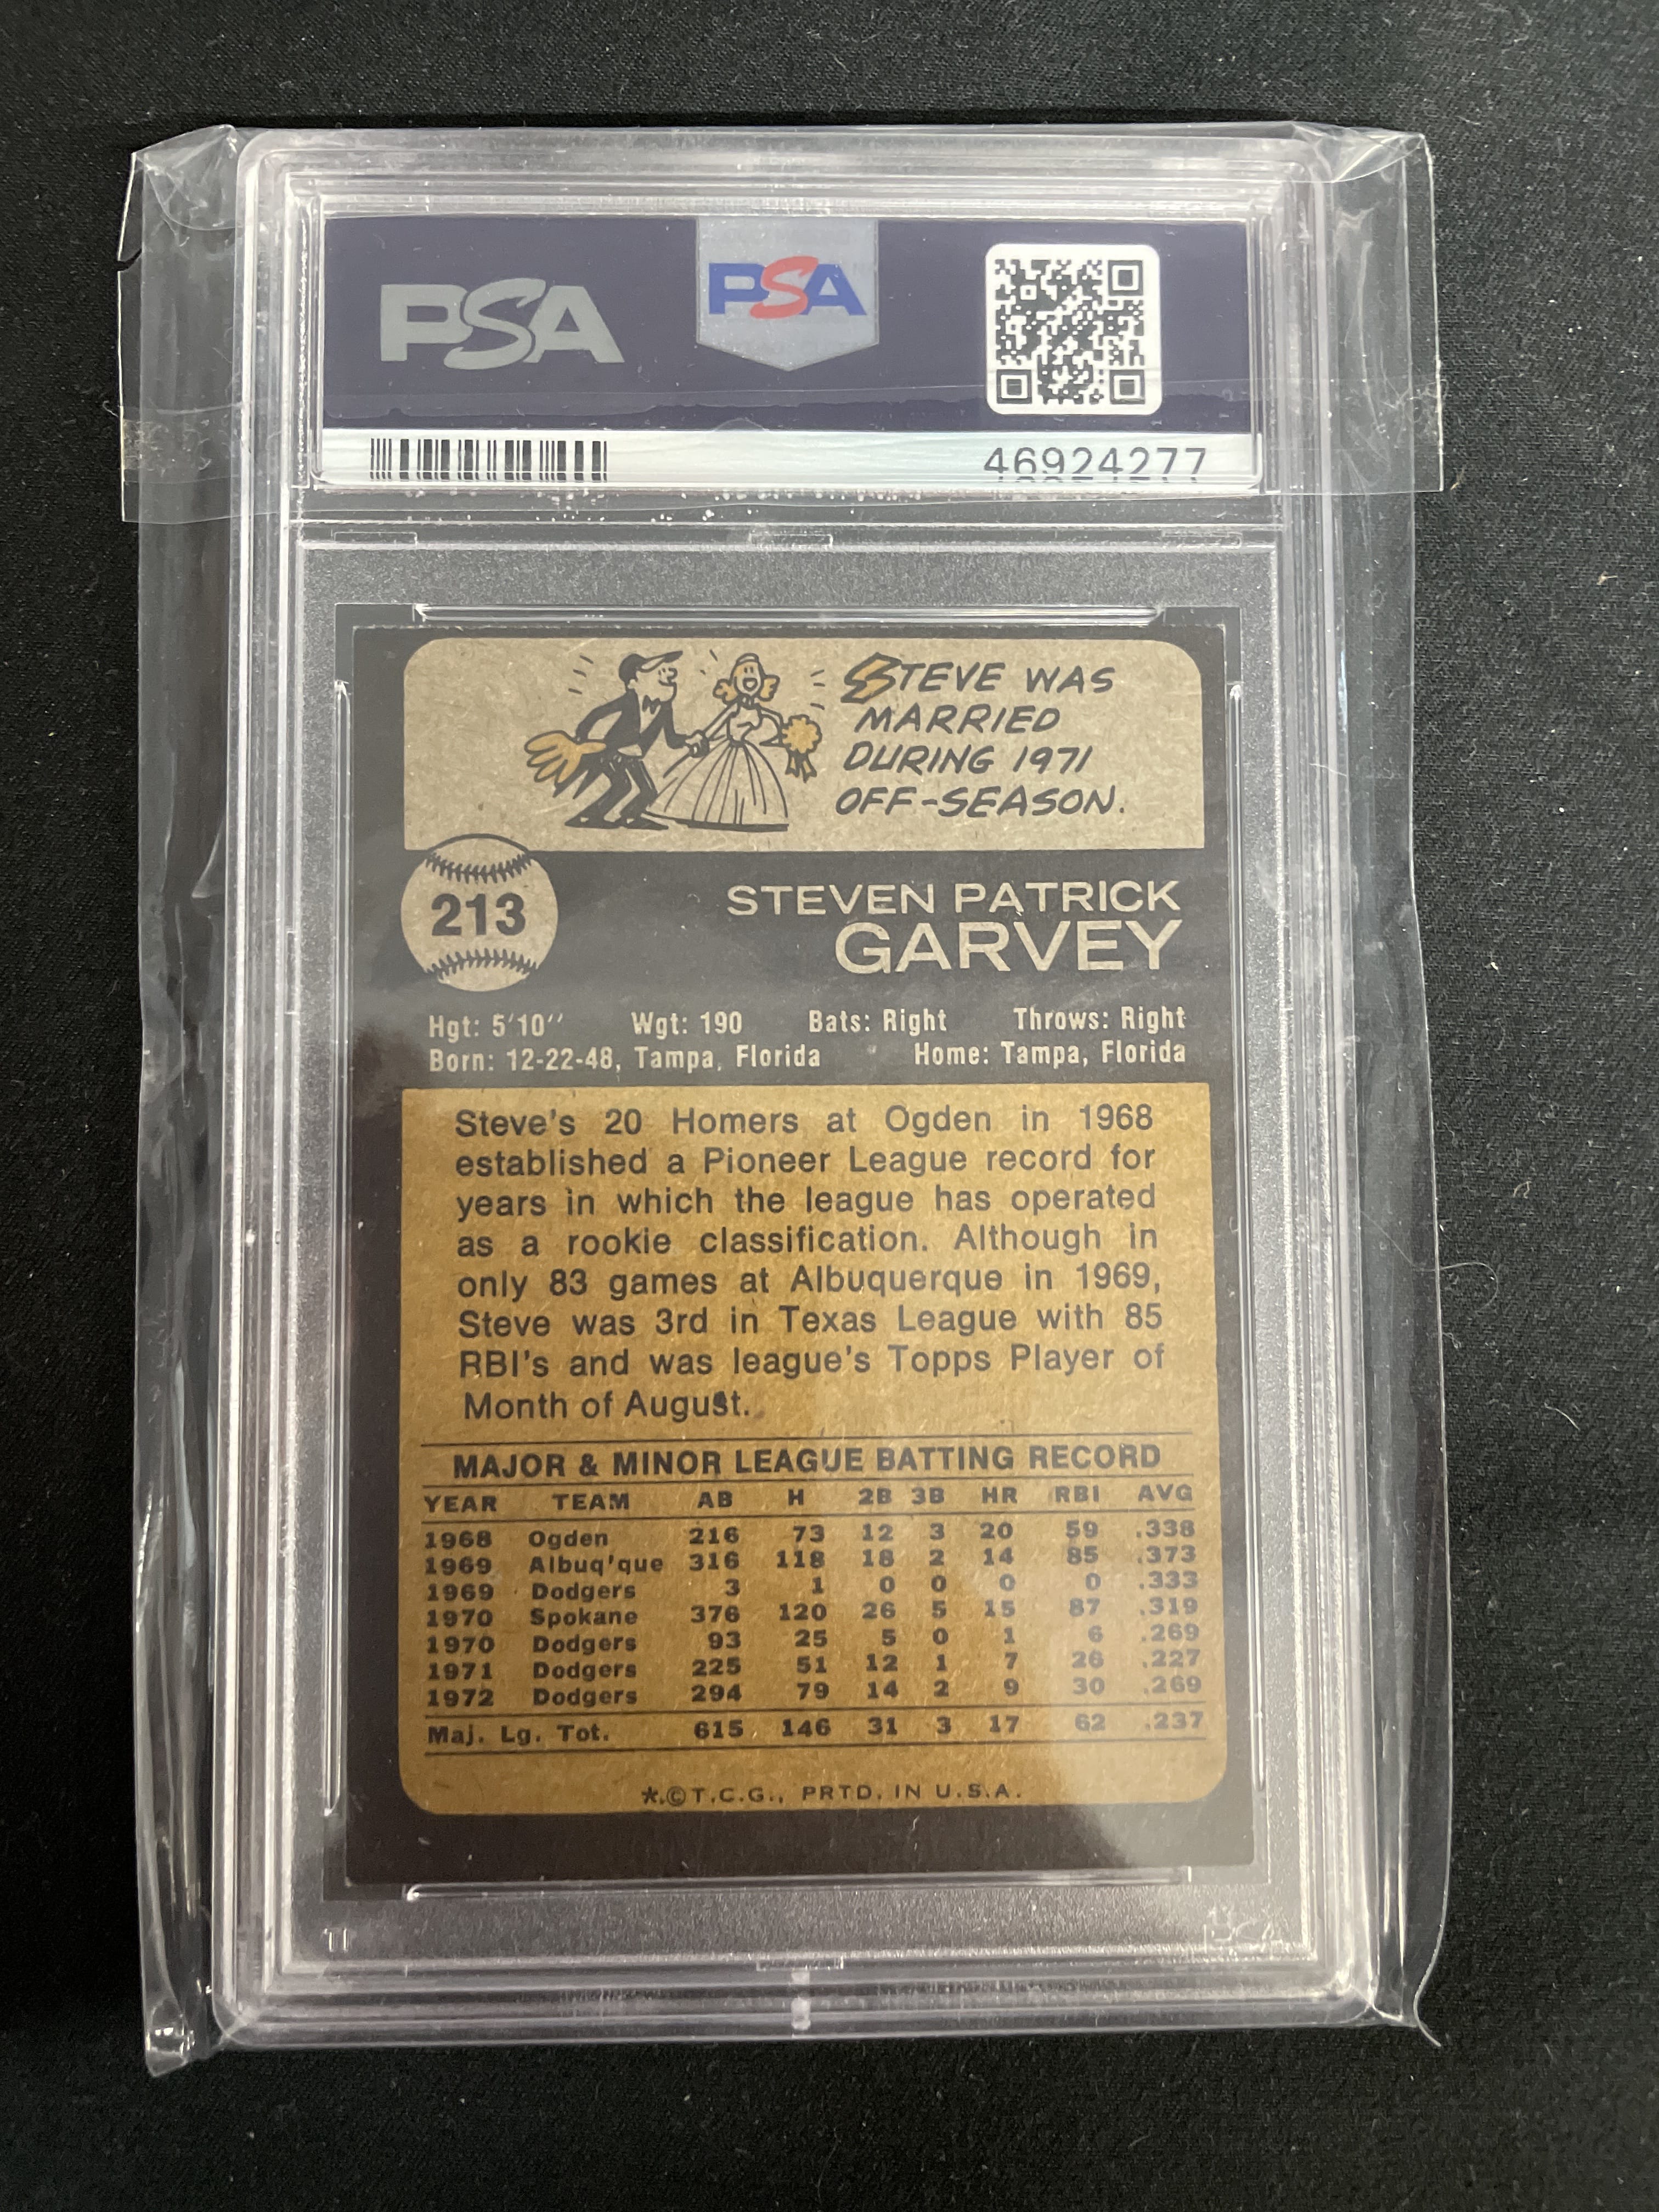 PSA
PSA
46924277
STEVE WAS
MARRIED
DURING 1971
OFF-SEASON.
213
STEVEN PATRICK
GARVEY
Hgt: 5'10'' Wgt: 190 Bats: Right Throws: Right
Born: 12-22-48, Tampa, Florida Home: Tampa, Florida
Steve's 20 Homers at Ogden in 1968
established a Pioneer League record for
years in which the league has operated
as a rookie classification. Although in
only 83 games at Albuquerque in 1969,
Steve was 3rd in Texas League with 85
RBI's and was league's Topps Player of
Month of August.
MAJOR & MINOR LEAGUE BATTING RECORD
YEAR TEAM AB H 2B 3B HR RBI AVG
1968 Ogden 216 73 12 3 20 59 .338
1969 Albuq'que 316 118 18 2 14 85 .373
1969 Dodgers 3 1 0 0 0 0 .333
1970 Spokane 376 120 26 5 15 87 .319
1970 Dodgers 93 25 5 0 1 6 .269
1971 Dodgers 225 51 12 1 7 26 .227
1972 Dodgers 294 79 14 2 9 30 .269
Maj. Lg. Tot. 615 146 31 3 17 62 .237
*©T.C.G., PRTD. IN U.S.A.